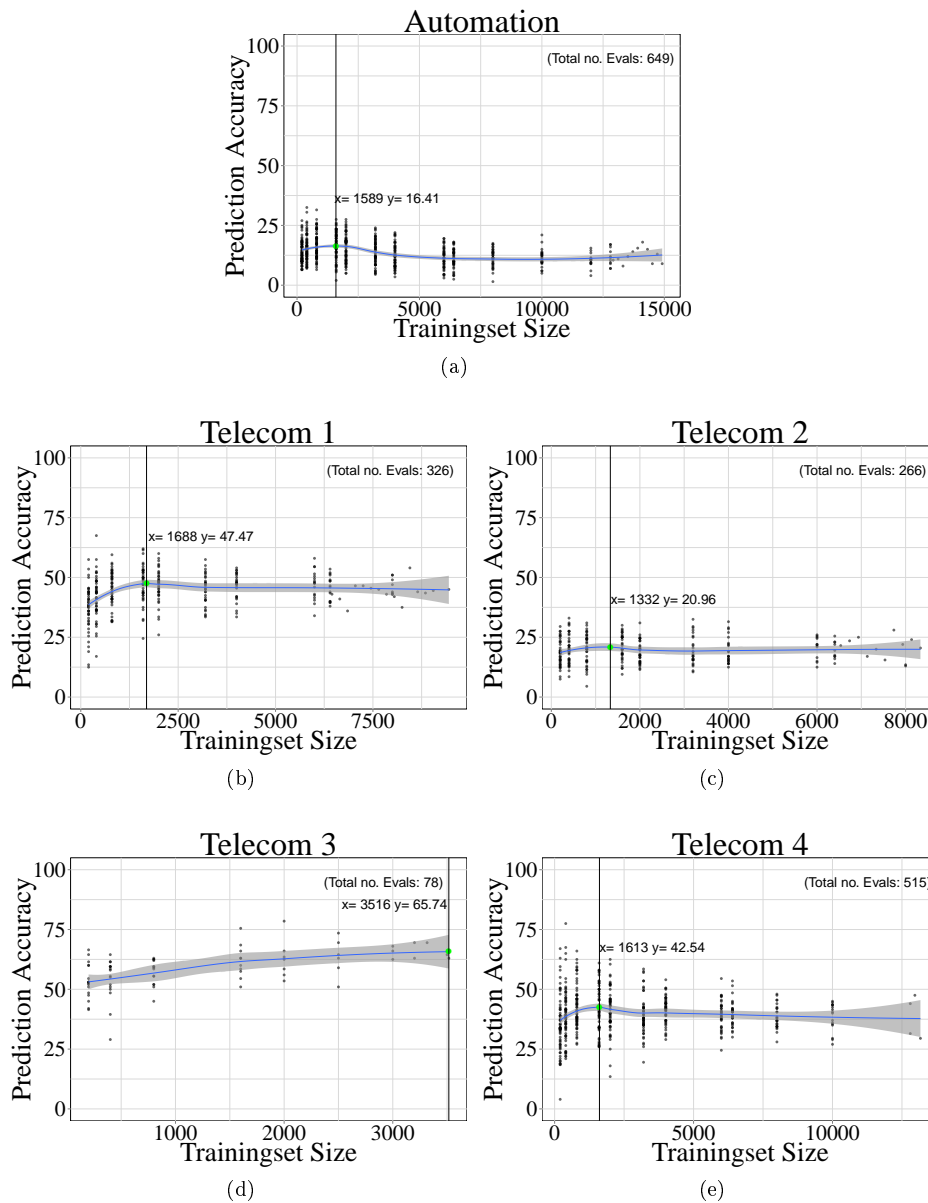 Automation
(Total no. Evals: 649)
x= 1589 y= 16.41
Prediction Accuracy
100
75
50
25
0
0 5000 10000 15000
Trainingset Size
(a)
Telecom 1
(Total no. Evals: 326)
x= 1688 y= 47.47
Prediction Accuracy
100
75
50
25
0
0 2500 5000 7500
Trainingset Size
(b)
Telecom 2
(Total no. Evals: 266)
x= 1332 y= 20.96
Prediction Accuracy
100
75
50
25
0
0 2000 4000 6000 8000
Trainingset Size
(c)
Telecom 3
(Total no. Evals: 78)
x= 3516 y= 65.74
Prediction Accuracy
100
75
50
25
0
1000 2000 3000
Trainingset Size
(d)
Telecom 4
(Total no. Evals: 515)
x= 1613 y= 42.54
Prediction Accuracy
100
75
50
25
0
0 5000 10000
Trainingset Size
(e)